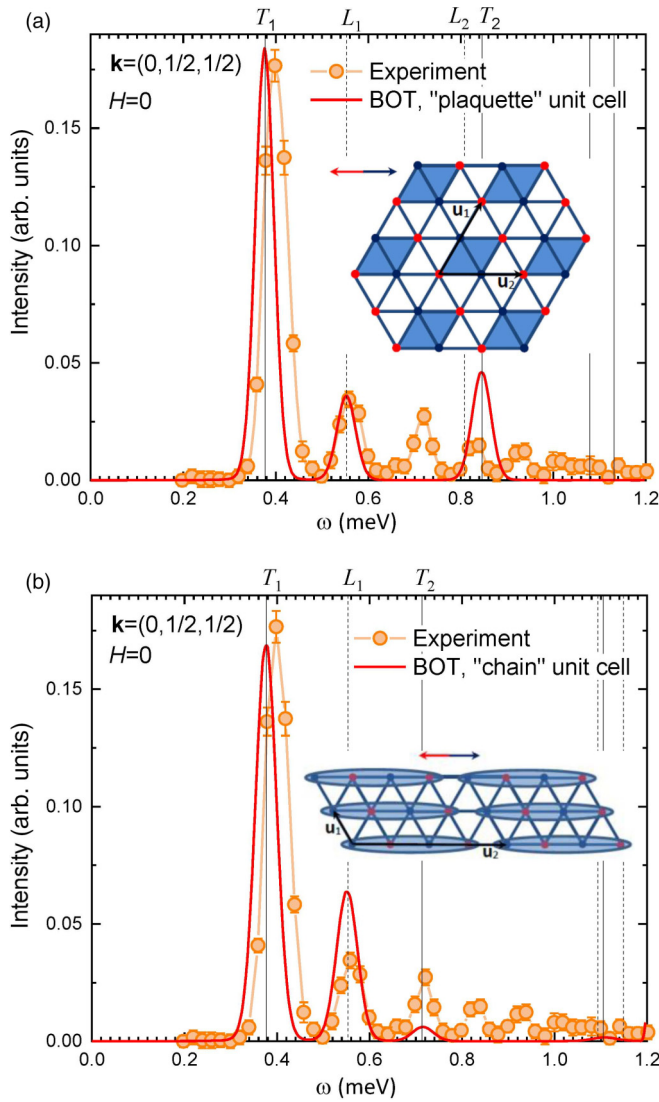 (a)
T₁ L₁ L₂ T₂
k=(0,1/2,1/2)
H=0
Experiment
BOT, "plaquette" unit cell
u₁
u₂
Intensity (arb. units)
0.15
0.10
0.05
0.00
0.0 0.2 0.4 0.6 0.8 1.0 1.2
ω (meV)
(b)
T₁ L₁ T₂
k=(0,1/2,1/2)
H=0
Experiment
BOT, "chain" unit cell
u₁
u₂
Intensity (arb. units)
0.15
0.10
0.05
0.00
0.0 0.2 0.4 0.6 0.8 1.0 1.2
ω (meV)